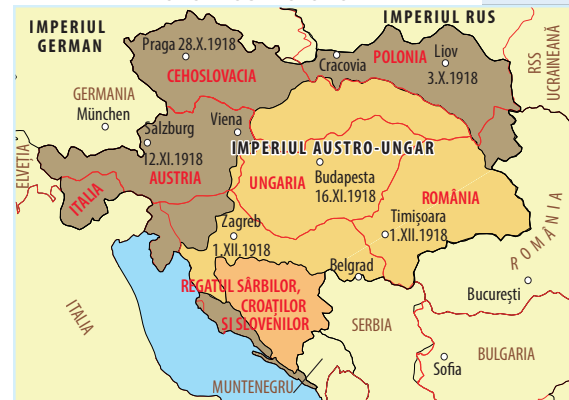 IMPERIUL
GERMAN
IMPERIUL RUS
Praga 28.X.1918
CEHOSLOVACIA
Cracovia
POLONIA
Liov
3.X.1918
RSS
UCRAINEANĂ
GERMANIA
München
Salzburg
12.XI.1918
Viena
IMPERIUL AUSTRO-UNGAR
ELVEȚIA
ITALIA
AUSTRIA
UNGARIA
Budapesta
16.XI.1918
ROMÂNIA
Timișoara
1.XII.1918
Zagreb
1.XII.1918
ROMÂNIA
Belgrad
București
REGATUL SÂRBILOR,
CROAȚILOR
ȘI SLOVENILOR
ITALIA
SERBIA
BULGARIA
Sofia
MUNTENEGRU